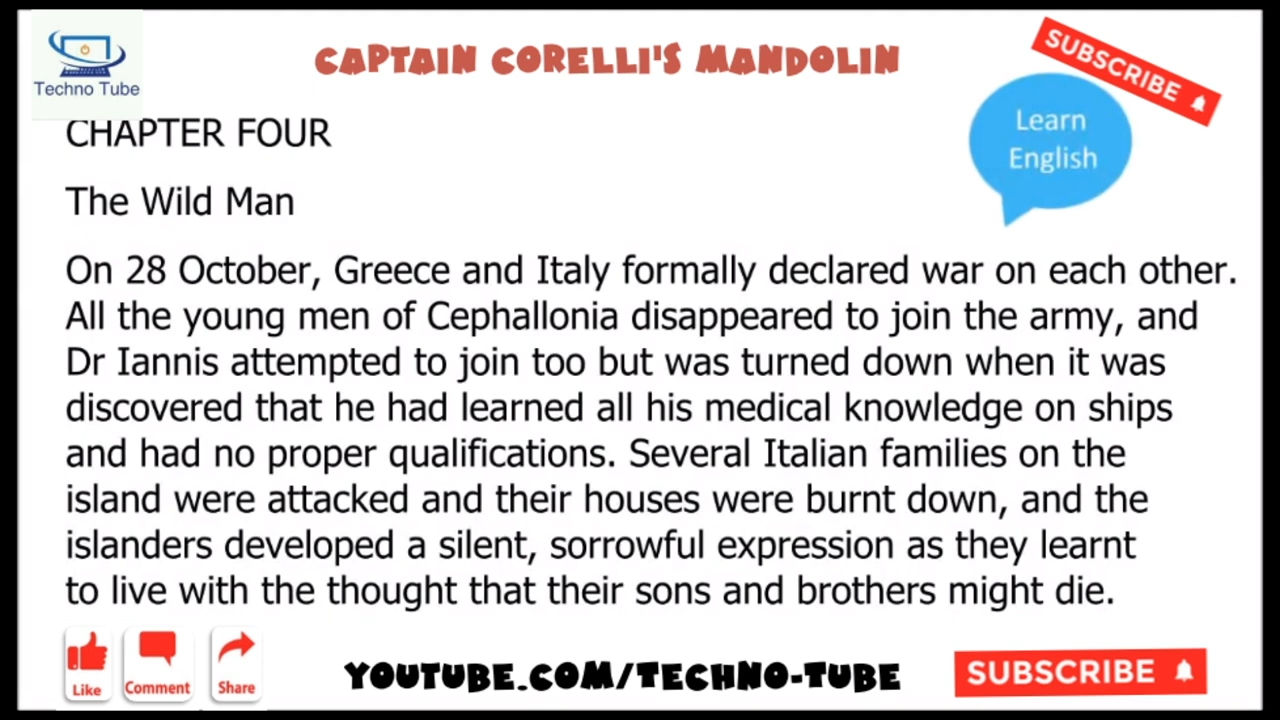 CAPTAIN CORELLI'S MANDOLIN
SUBSCRIBE
Techno Tube
Learn
English
CHAPTER FOUR
The Wild Man
On 28 October, Greece and Italy formally declared war on each other.
All the young men of Cephallonia disappeared to join the army, and
Dr Iannis attempted to join too but was turned down when it was
discovered that he had learned all his medical knowledge on ships
and had no proper qualifications. Several Italian families on the
island were attacked and their houses were burnt down, and the
islanders developed a silent, sorrowful expression as they learnt
to live with the thought that their sons and brothers might die.
Like
Comment
Share
YOUTUBE.COM/TECHNO-TUBE
SUBSCRIBE